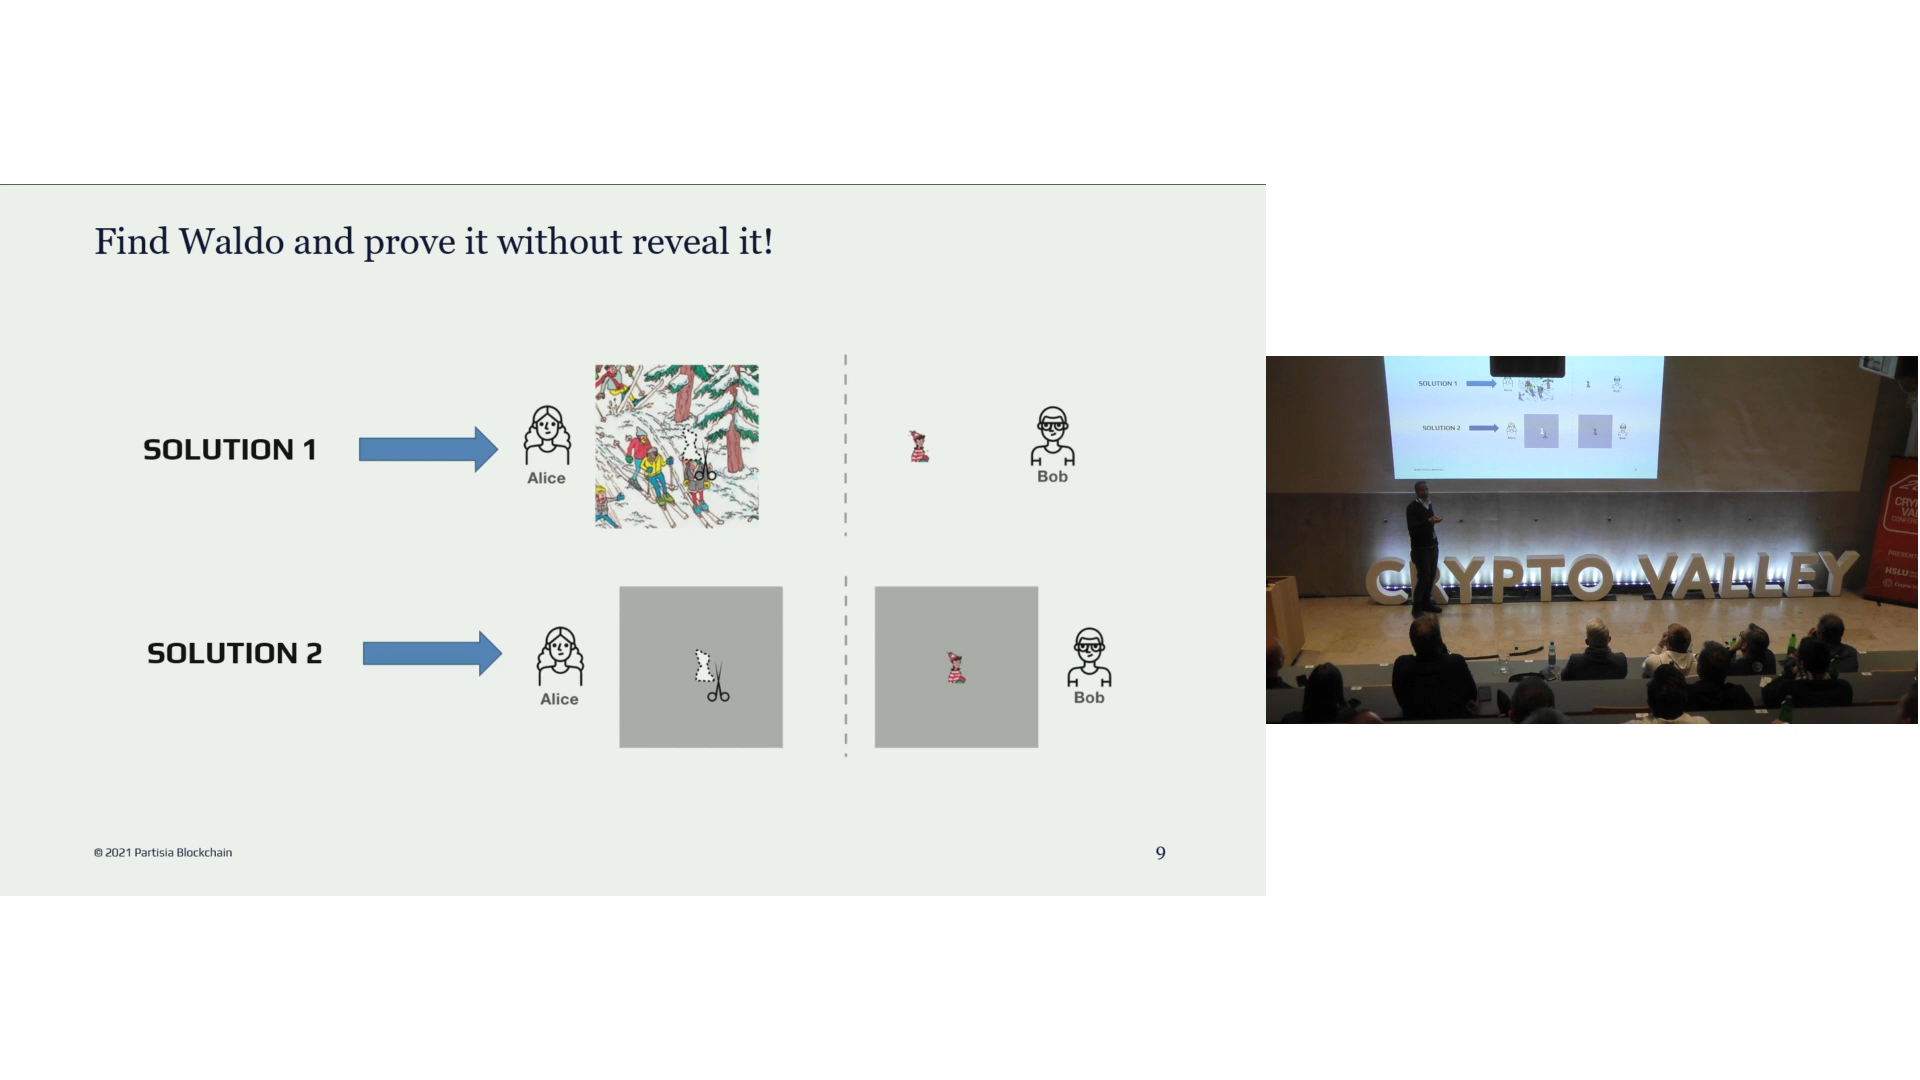 Find Waldo and prove it without reveal it!
SOLUTION 1
Alice
Bob
SOLUTION 2
Alice
Bob
© 2021 Partisia Blockchain
9
SOLUTION 1
SOLUTION 2
CRYPTO VALLEY
HSLU